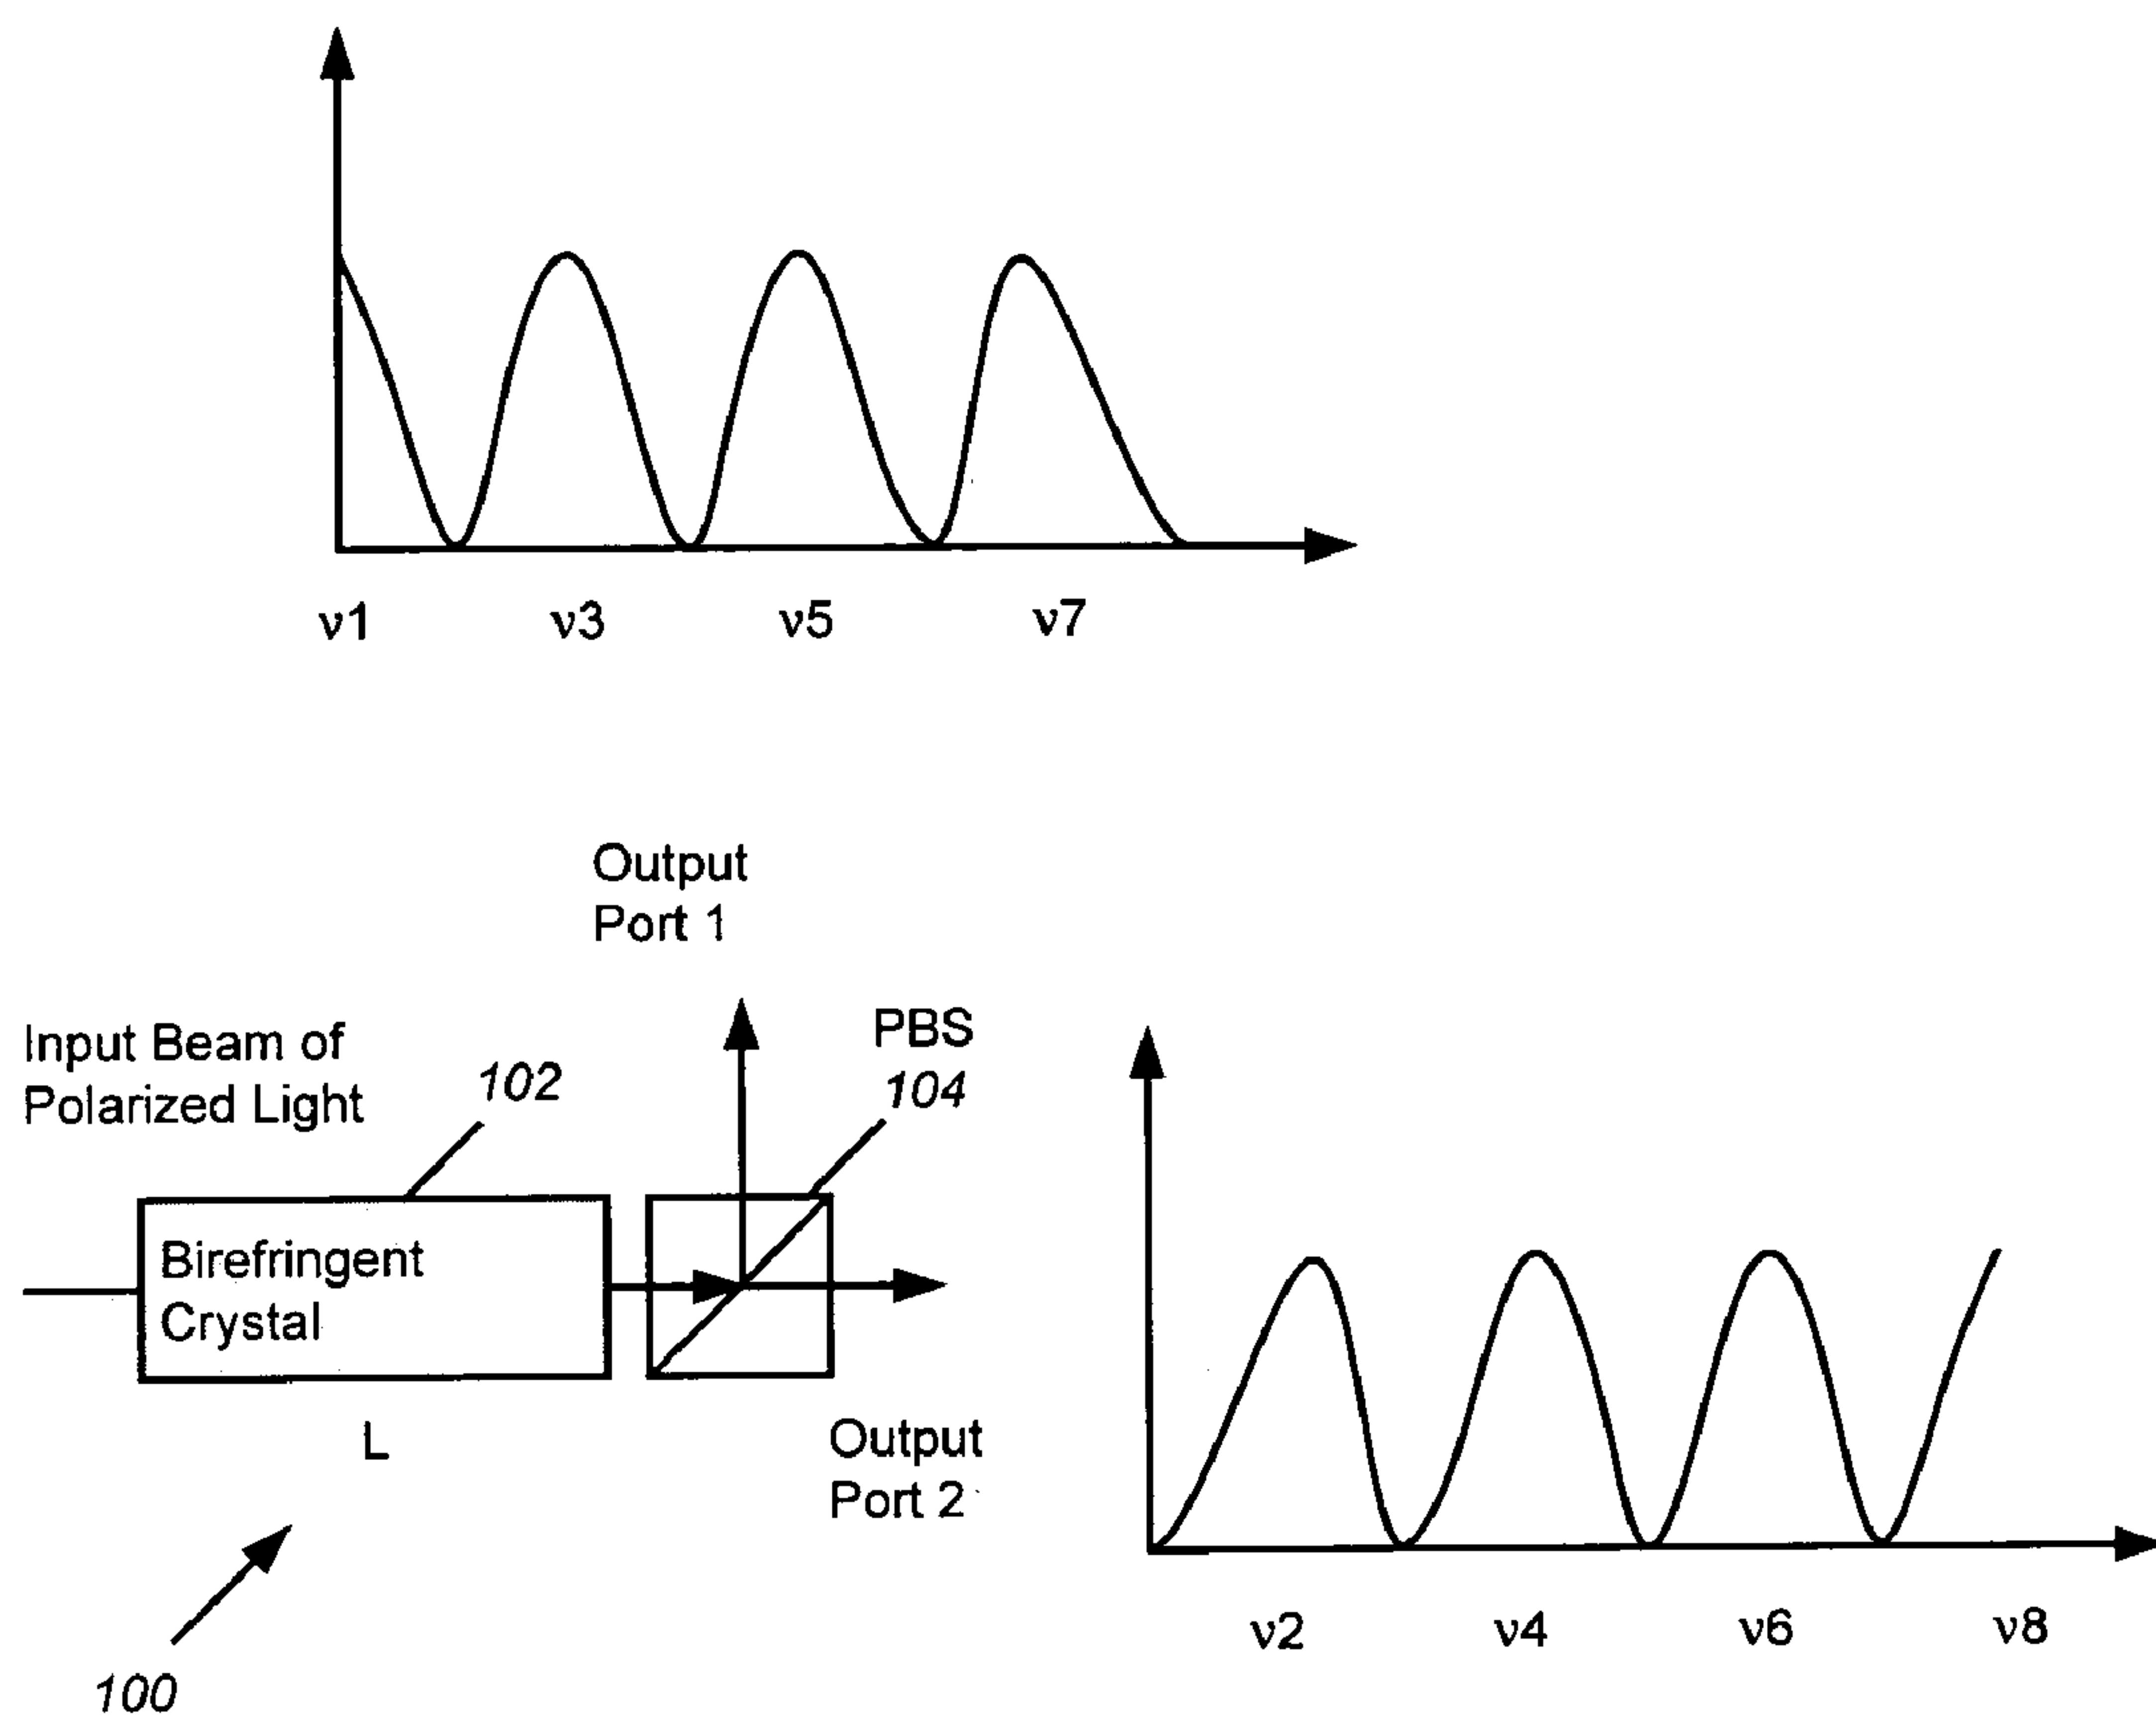 ν1 ν3 ν5 ν7
Output
Port 1
Input Beam of
Polarized Light
102
PBS
104
Birefringent
Crystal
L
Output
Port 2
100
ν2 ν4 ν6 ν8